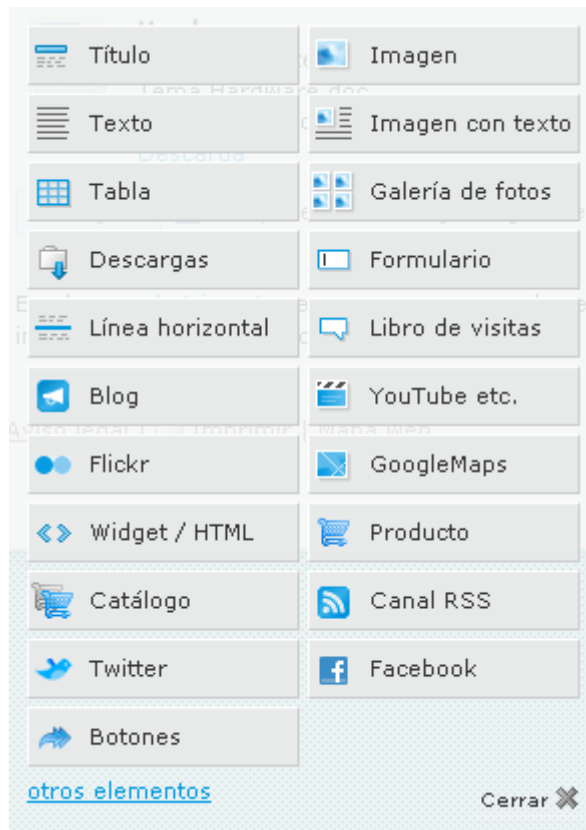 Título
Imagen
Texto
Imagen con texto
Tabla
Galería de fotos
Descargas
Formulario
Línea horizontal
Libro de visitas
Blog
YouTube etc.
Flickr
GoogleMaps
Widget / HTML
Producto
Catálogo
Canal RSS
Twitter
Facebook
Botones
otros elementos
Cerrar